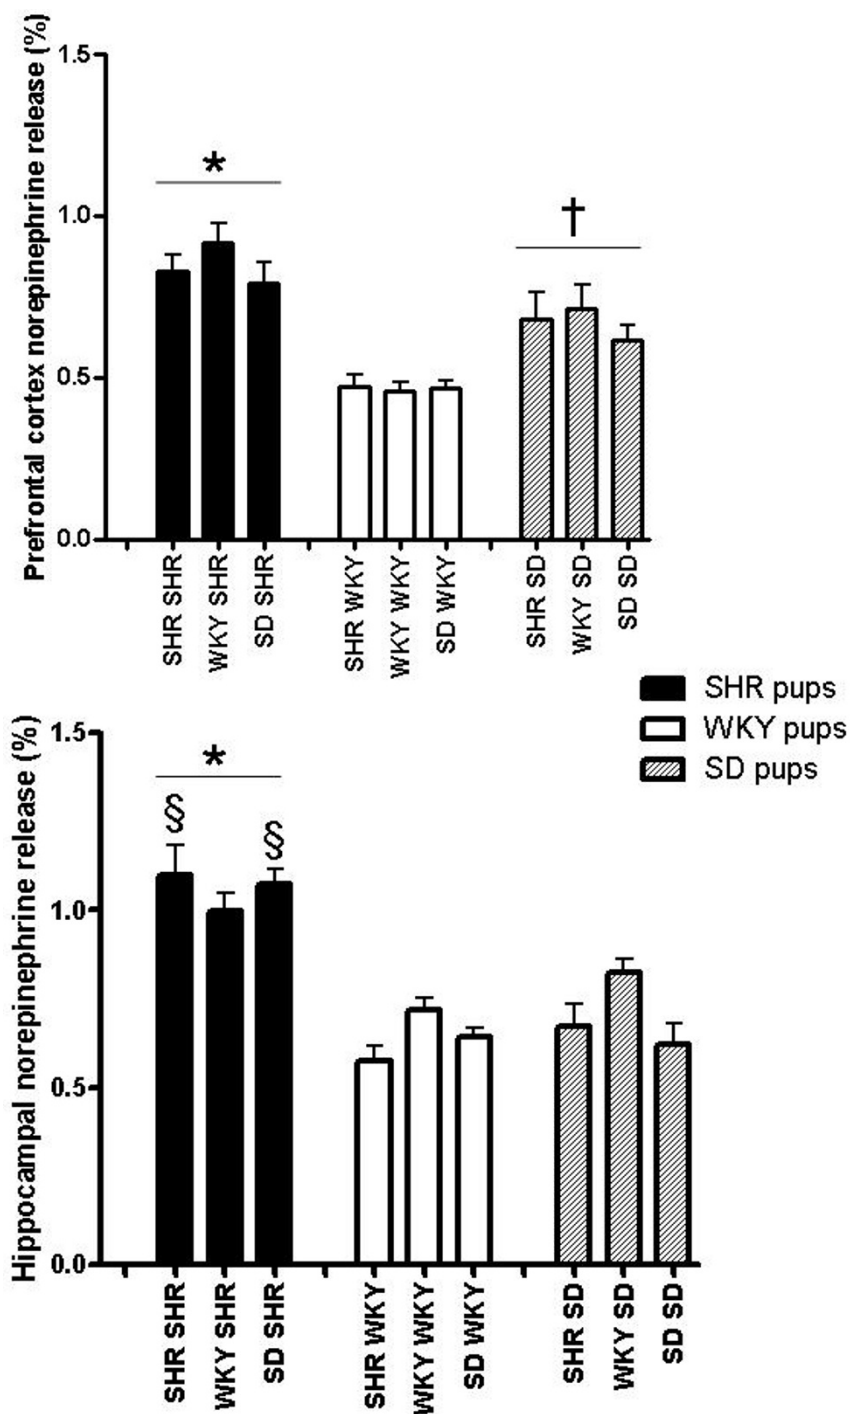 Prefrontal cortex norepinephrine release (%)
1.5
1.0
0.5
0.0
*
†
SHR SHR
WKY SHR
SD SHR
SHR WKY
WKY WKY
SD WKY
SHR SD
WKY SD
SD SD
SHR pups
WKY pups
SD pups
Hippocampal norepinephrine release (%)
1.5
1.0
0.5
0.0
*
§
§
SHR SHR
WKY SHR
SD SHR
SHR WKY
WKY WKY
SD WKY
SHR SD
WKY SD
SD SD